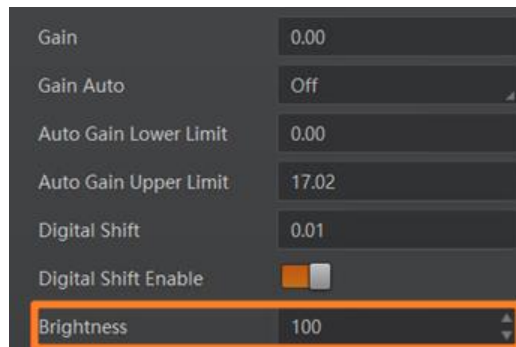 Gain 0.00
Gain Auto Off
Auto Gain Lower Limit 0.00
Auto Gain Upper Limit 17.02
Digital Shift 0.01
Digital Shift Enable
Brightness 100